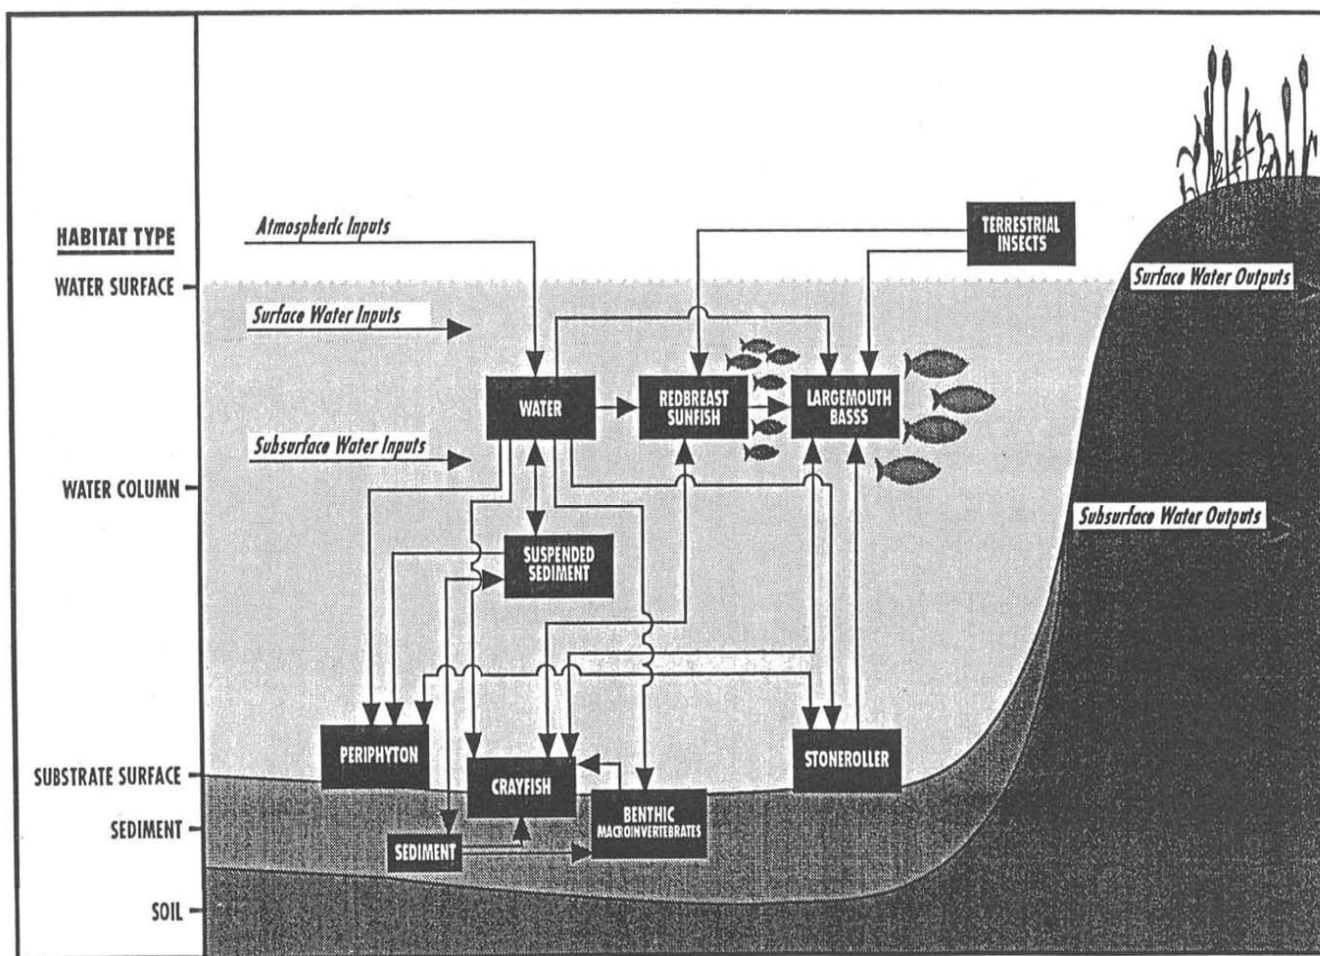 HABITAT TYPE
WATER SURFACE
WATER COLUMN
SUBSTRATE SURFACE
SEDIMENT
SOIL
Atmospheric Inputs
Surface Water Inputs
Subsurface Water Inputs
TERRESTRIAL
INSECTS
Surface Water Outputs
Subsurface Water Outputs
WATER
REDBREAST
SUNFISH
LARGEMOUTH
BASSS
SUSPENDED
SEDIMENT
PERIPHYTON
CRAYFISH
STONEROLLER
BENTHIC
MACROINVERTEBRATES
SEDIMENT